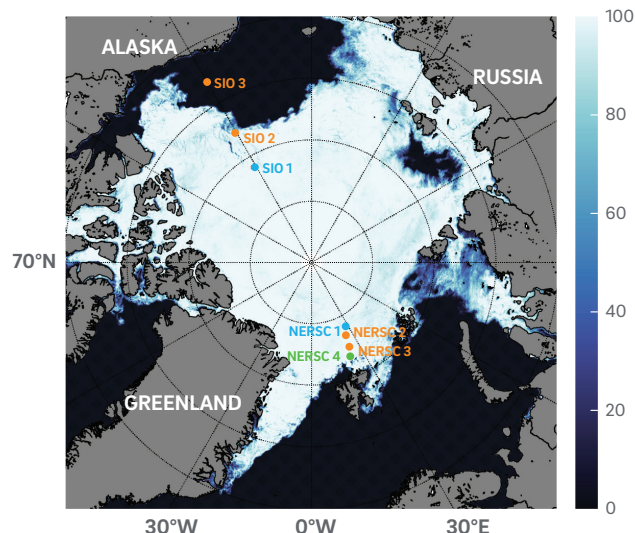 ALASKA
RUSSIA
SIO 3
SIO 2
SIO 1
70°N
NERSC 1
NERSC 2
NERSC 3
NERSC 4
GREENLAND
30°W
0°W
30°E
100
80
60
40
20
0